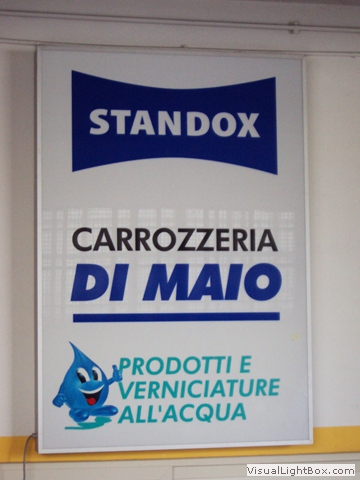 STANDOX
CARROZZERIA
DI MAIO
PRODOTTI E
VERNICIATURE
ALL'ACQUA
VisualLightBox.com